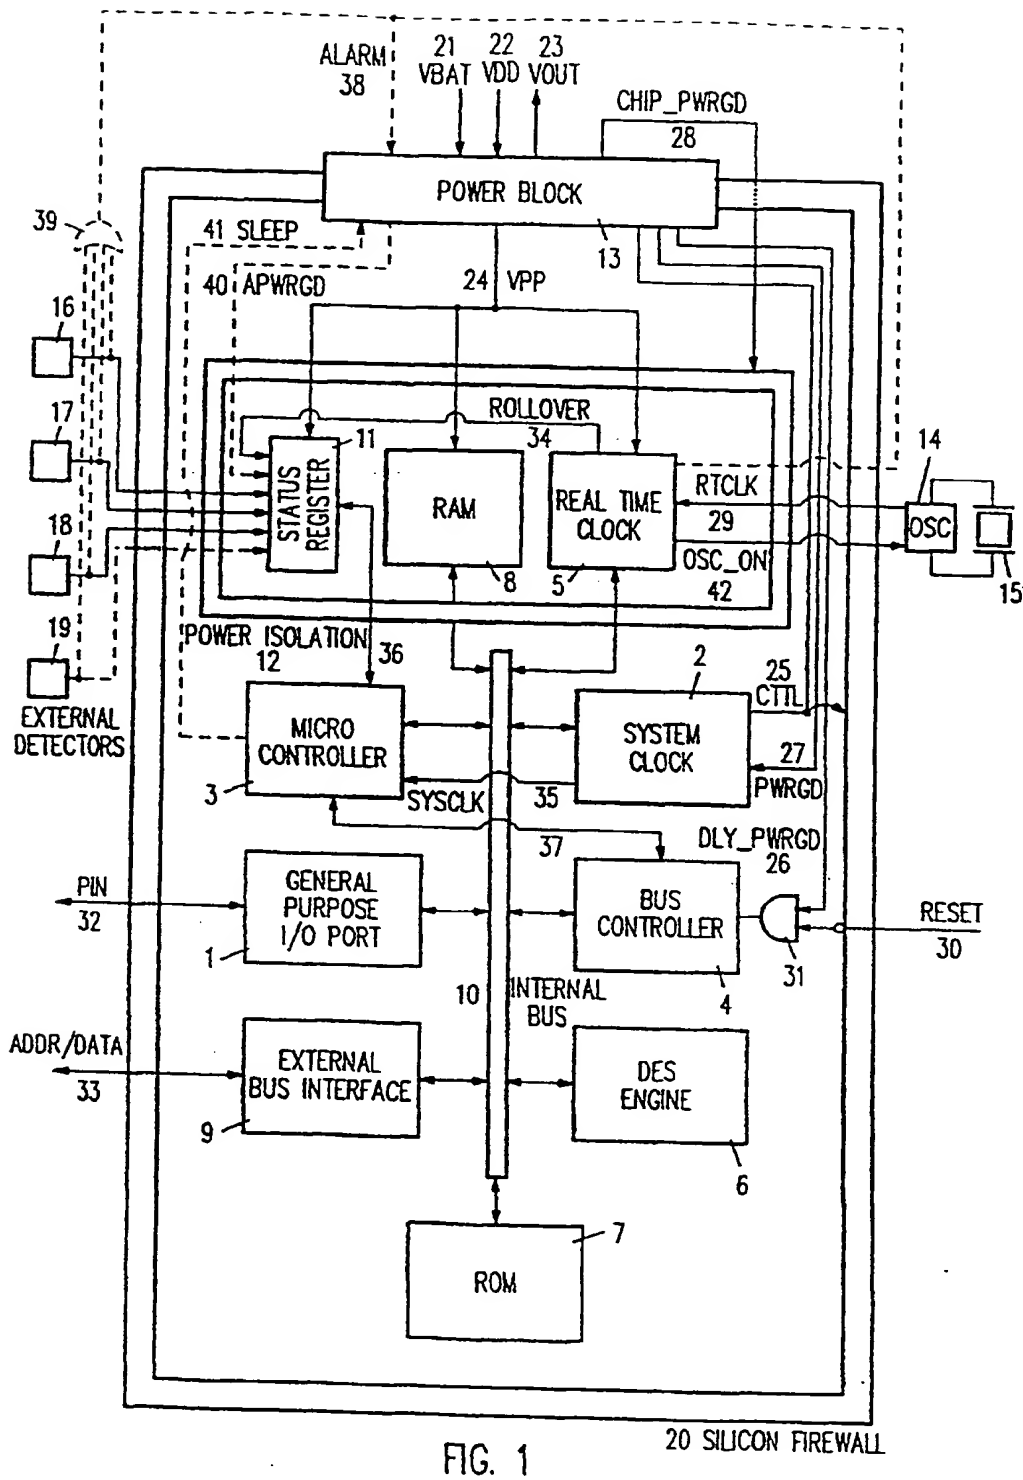 ALARM
38
21
VBAT
22
VDD
23
VOUT
CHIP_PWRGD
28
POWER BLOCK
13
39
41 SLEEP
40 APWRGD
24 VPP
16
17
18
19
EXTERNAL
DETECTORS
ROLLOVER
34
11
STATUS
REGISTER
RAM
8
REAL TIME
CLOCK
5
RTCLK
29
OSC_ON
42
14
OSC
15
POWER ISOLATION
12
36
MICRO
CONTROLLER
3
2
SYSTEM
CLOCK
25
CTTL
27
PWRGD
SYSCLK
35
37
DLY_PWRGD
26
PIN
32
GENERAL
PURPOSE
I/O PORT
1
BUS
CONTROLLER
4
31
RESET
30
10
INTERNAL
BUS
ADDR/DATA
33
EXTERNAL
BUS INTERFACE
9
DES
ENGINE
6
7
ROM
20 SILICON FIREWALL
FIG. 1